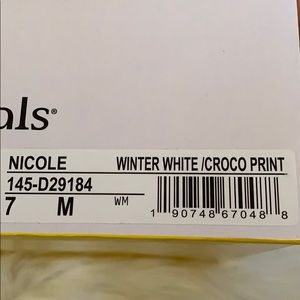 als®
NICOLE WINTER WHITE /CROCO PRINT
145-D29184
7 M WM
1 90748 67048 8